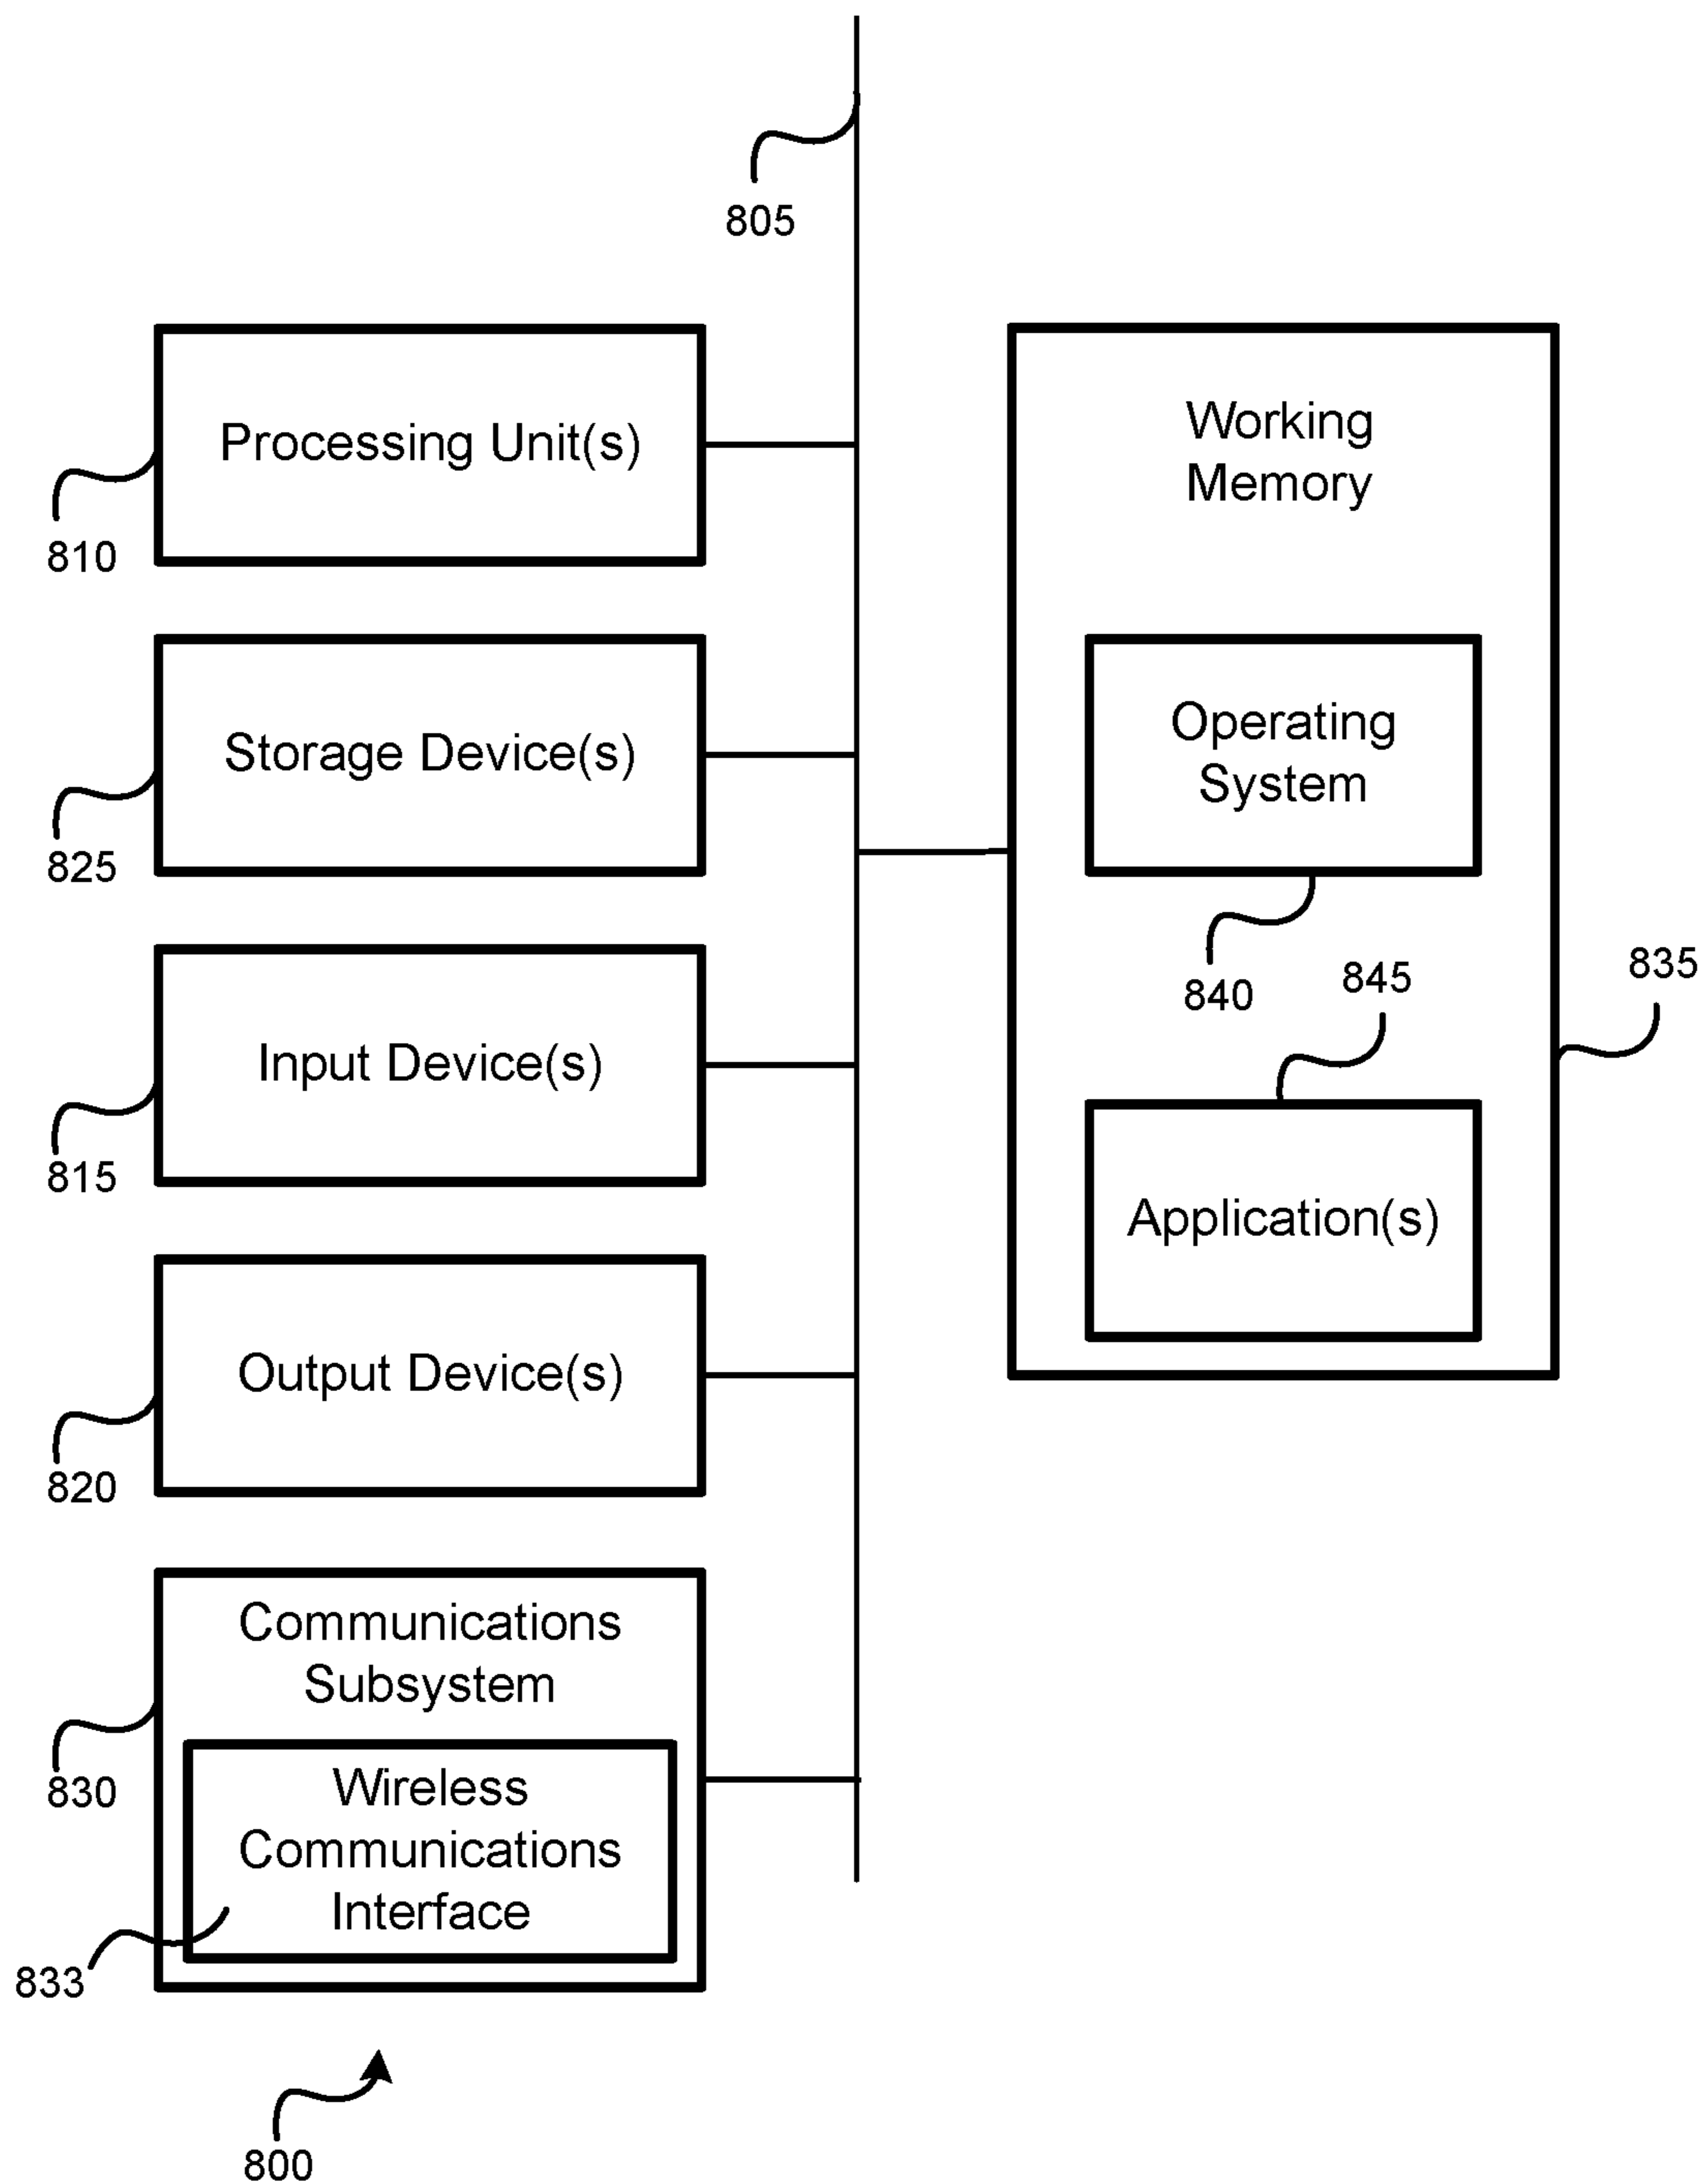 805
Processing Unit(s)
810
Storage Device(s)
825
Input Device(s)
815
Output Device(s)
820
Communications
Subsystem
830
Wireless
Communications
Interface
833
800
Working
Memory
Operating
System
840
845
835
Application(s)